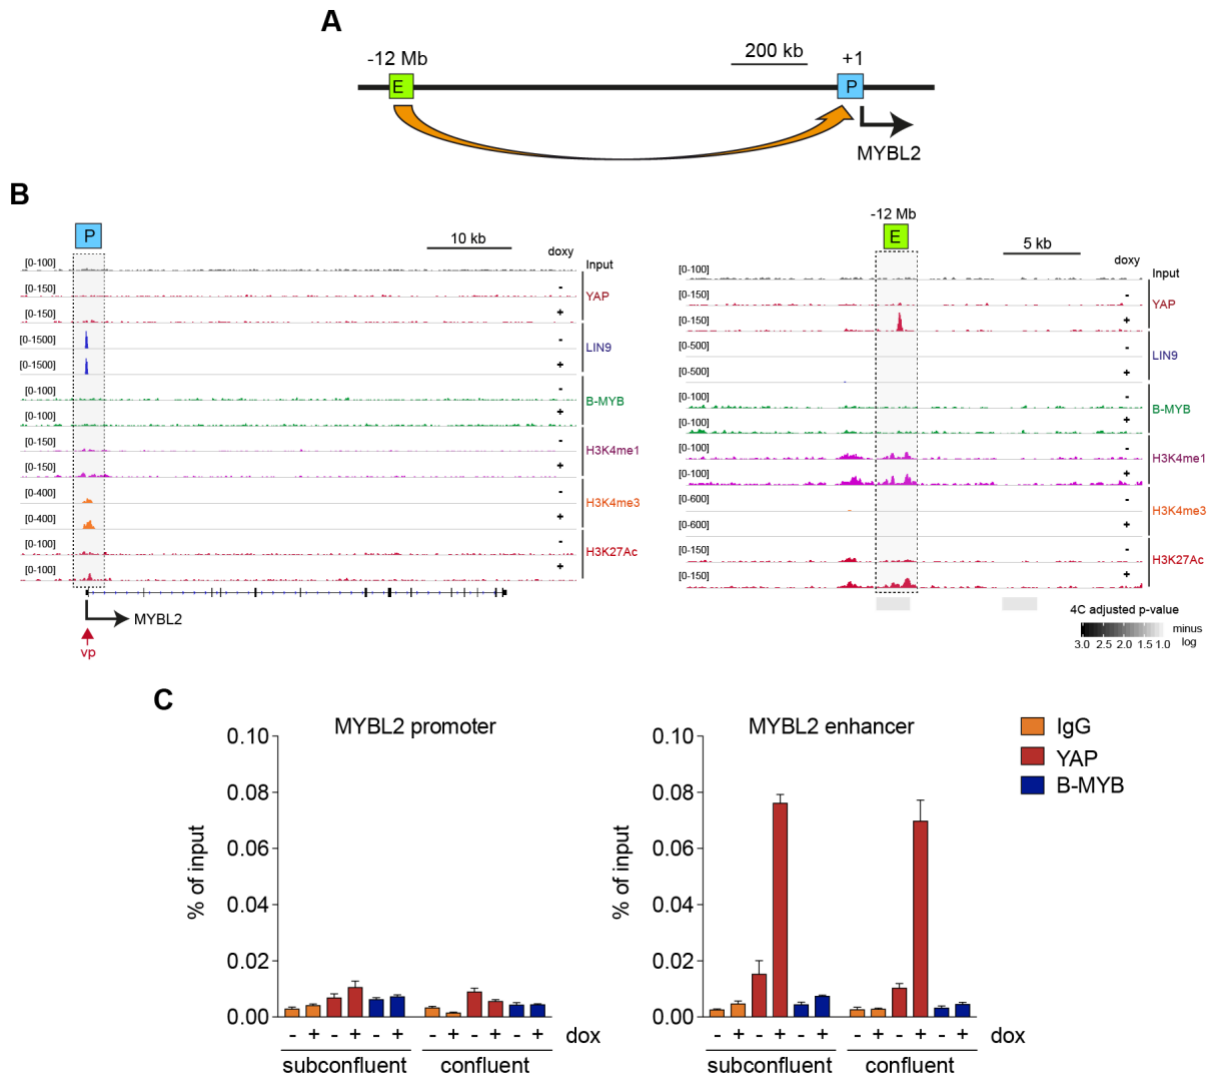 A
-12 Mb
200 kb
+1
E
P
MYBL2
B
P
10 kb
doxy
[0-100]
Input
[0-150]
-
YAP
[0-150]
+
[0-1500]
-
LIN9
[0-1500]
+
[0-100]
-
B-MYB
[0-100]
+
[0-150]
-
H3K4me1
[0-150]
+
[0-400]
-
H3K4me3
[0-400]
+
[0-100]
-
H3K27Ac
[0-100]
+
MYBL2
vp
-12 Mb
E
5 kb
doxy
[0-100]
Input
[0-150]
-
YAP
[0-150]
+
[0-500]
-
LIN9
[0-500]
+
[0-100]
-
B-MYB
[0-100]
+
[0-100]
-
H3K4me1
[0-100]
+
[0-600]
-
H3K4me3
[0-600]
+
[0-150]
-
H3K27Ac
[0-150]
+
4C adjusted p-value
minus
log
3.0 2.5 2.0 1.5 1.0
C
MYBL2 promoter
% of input
0.10
0.08
0.06
0.04
0.02
0.00
- + - + - + - + - + - + dox
subconfluent confluent
MYBL2 enhancer
% of input
0.10
0.08
0.06
0.04
0.02
0.00
- + - + - + - + - + - + dox
subconfluent confluent
IgG
YAP
B-MYB